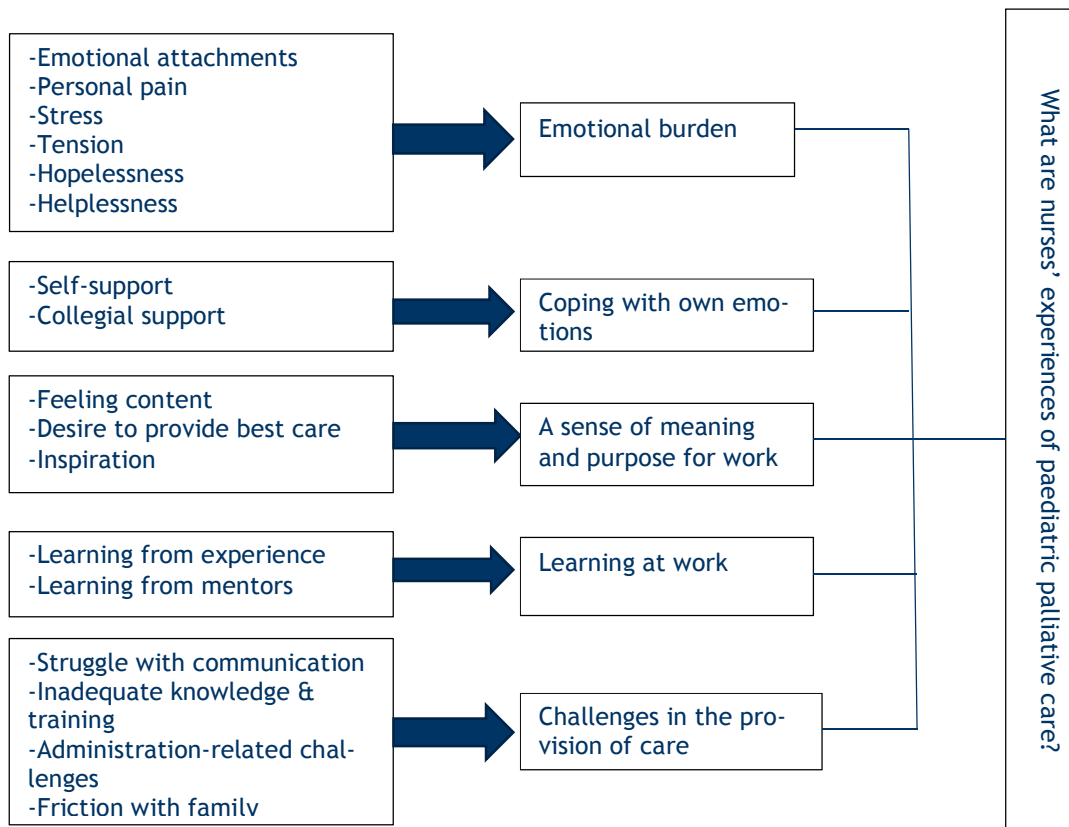 -Emotional attachments
-Personal pain
-Stress
-Tension
-Hopelessness
-Helplessness
Emotional burden
-Self-support
-Collegial support
Coping with own emo-
tions
-Feeling content
-Desire to provide best care
-Inspiration
A sense of meaning
and purpose for work
-Learning from experience
-Learning from mentors
Learning at work
-Struggle with communication
-Inadequate knowledge &
training
-Administration-related chal-
lenges
-Friction with family
Challenges in the pro-
vision of care
What are nurses’ experiences of paediatric palliative care?